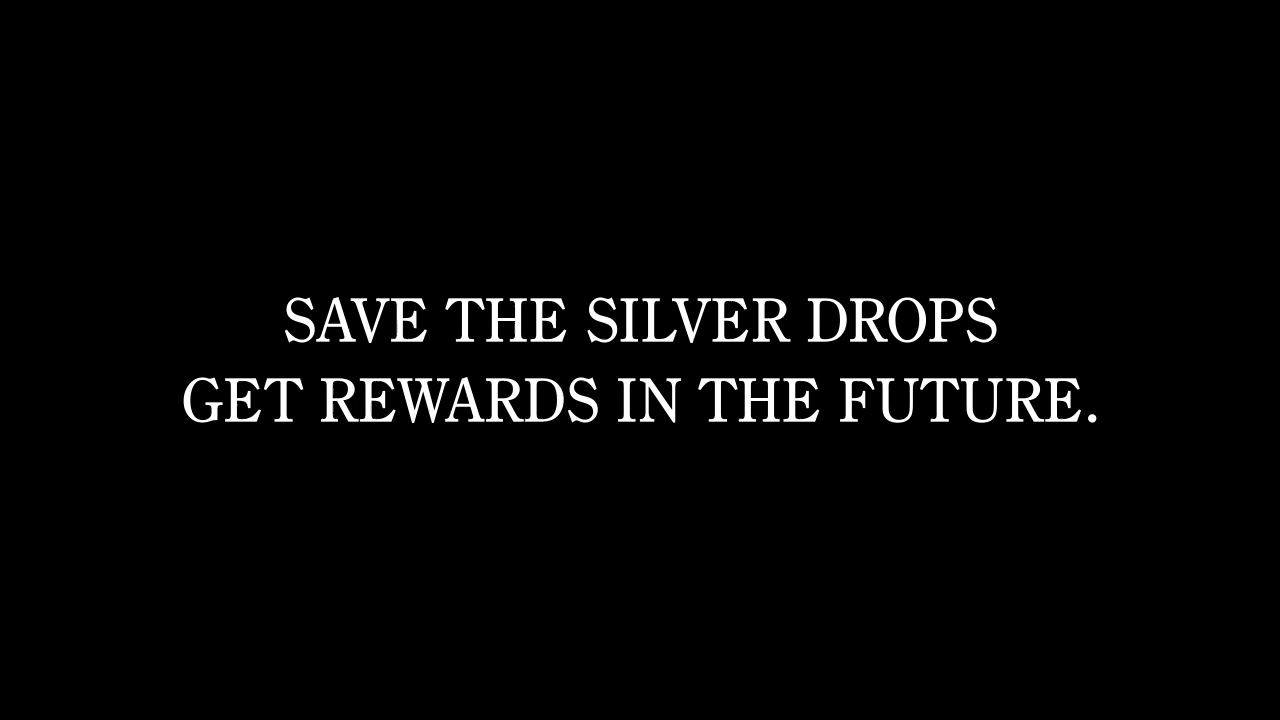 SAVE THE SILVER DROPS
GET REWARDS IN THE FUTURE.